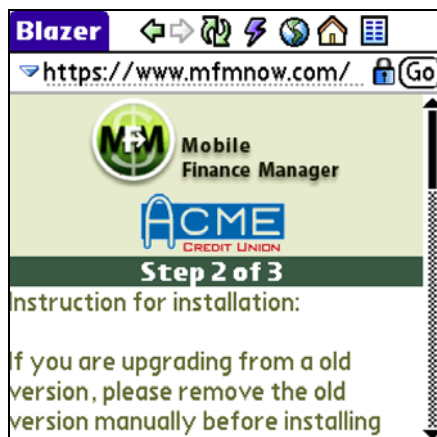 Blazer
https://www.mfmnow.com/ Go
MFM
Mobile
Finance Manager
ACME
CREDIT UNION
Step 2 of 3
Instruction for installation:
If you are upgrading from a old
version, please remove the old
version manually before installing